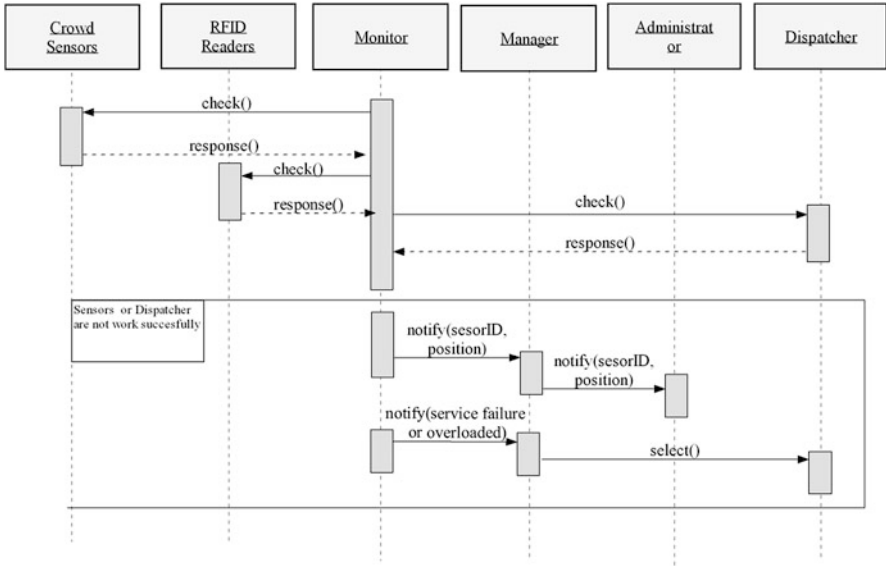 Crowd
Sensors
RFID
Readers
Monitor
Manager
Administrat
or
Dispatcher
check()
response()
check()
response()
check()
response()
Sensors or Dispatcher
are not work succesfully
notify(sesorID,
position)
notify(sesorID,
position)
notify(service failure
or overloaded)
select()